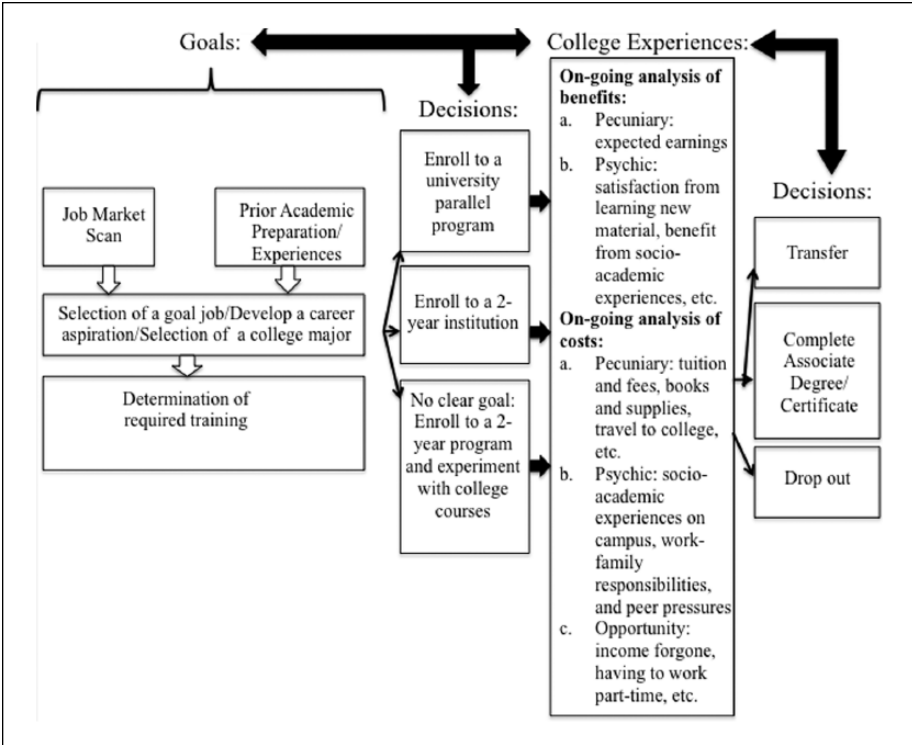 Goals:
College Experiences:
Decisions:
Job Market
Scan
Prior Academic
Preparation/
Experiences
Selection of a goal job/Develop a career
aspiration/Selection of a college major
Determination of
required training
Enroll to a
university
parallel
program
Enroll to a 2-
year institution
No clear goal:
Enroll to a 2-
year program
and experiment
with college
courses
On-going analysis of
benefits:
a. Pecuniary:
expected earnings
b. Psychic:
satisfaction from
learning new
material, benefit
from socio-
academic
experiences, etc.
On-going analysis of
costs:
a. Pecuniary: tuition
and fees, books
and supplies,
travel to college,
etc.
b. Psychic: socio-
academic
experiences on
campus, work-
family
responsibilities,
and peer pressures
c. Opportunity:
income forgone,
having to work
part-time, etc.
Decisions:
Transfer
Complete
Associate
Degree/
Certificate
Drop out